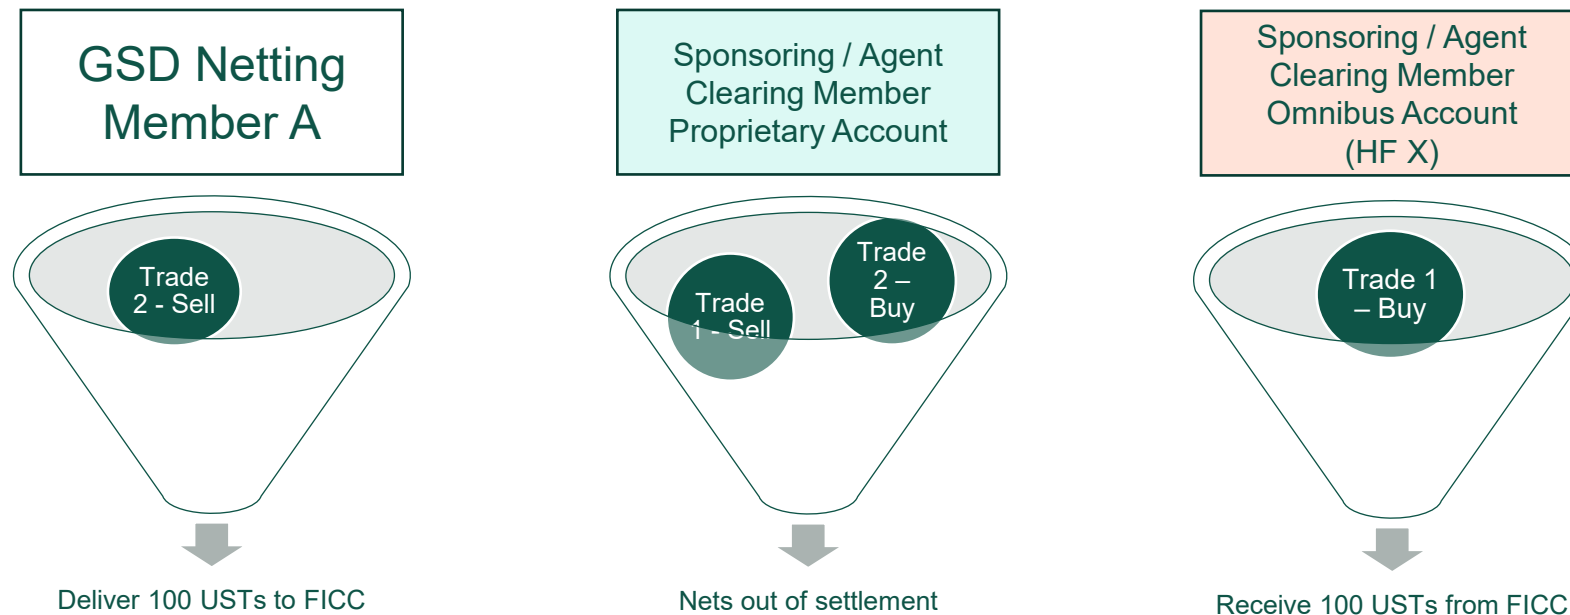 GSD Netting
Member A
Sponsoring / Agent
Clearing Member
Proprietary Account
Sponsoring / Agent
Clearing Member
Omnibus Account
(HF X)
Trade
2 - Sell
Trade
1 - Sell
Trade
2 –
Buy
Trade 1
– Buy
Deliver 100 USTs to FICC
Nets out of settlement
Receive 100 USTs from FICC